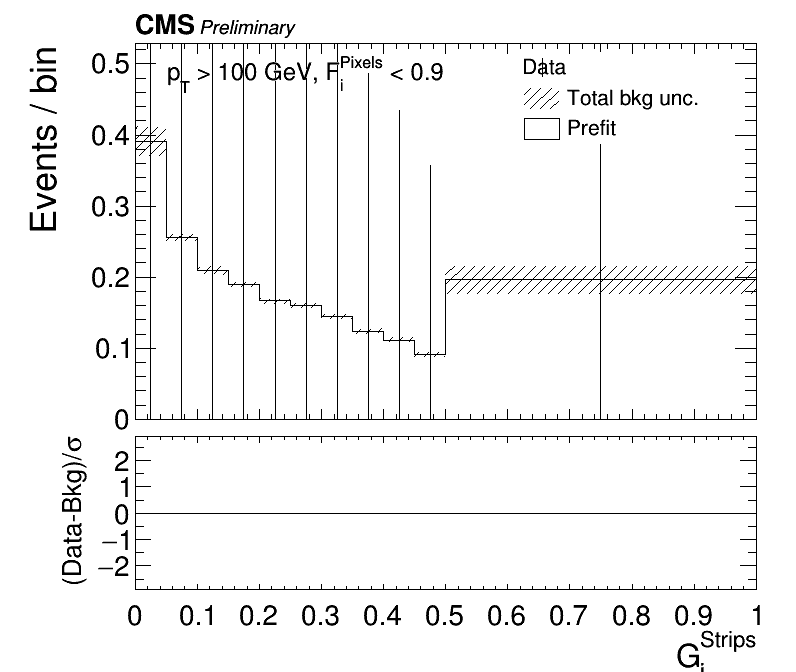 CMS Preliminary
p_T > 100 GeV, F_i^Pixels < 0.9
Data
Total bkg unc.
Prefit
Events / bin
0.5
0.4
0.3
0.2
0.1
0
(Data-Bkg)/σ
2
1
0
−1
−2
0 0.1 0.2 0.3 0.4 0.5 0.6 0.7 0.8 0.9 1
G_i^Strips